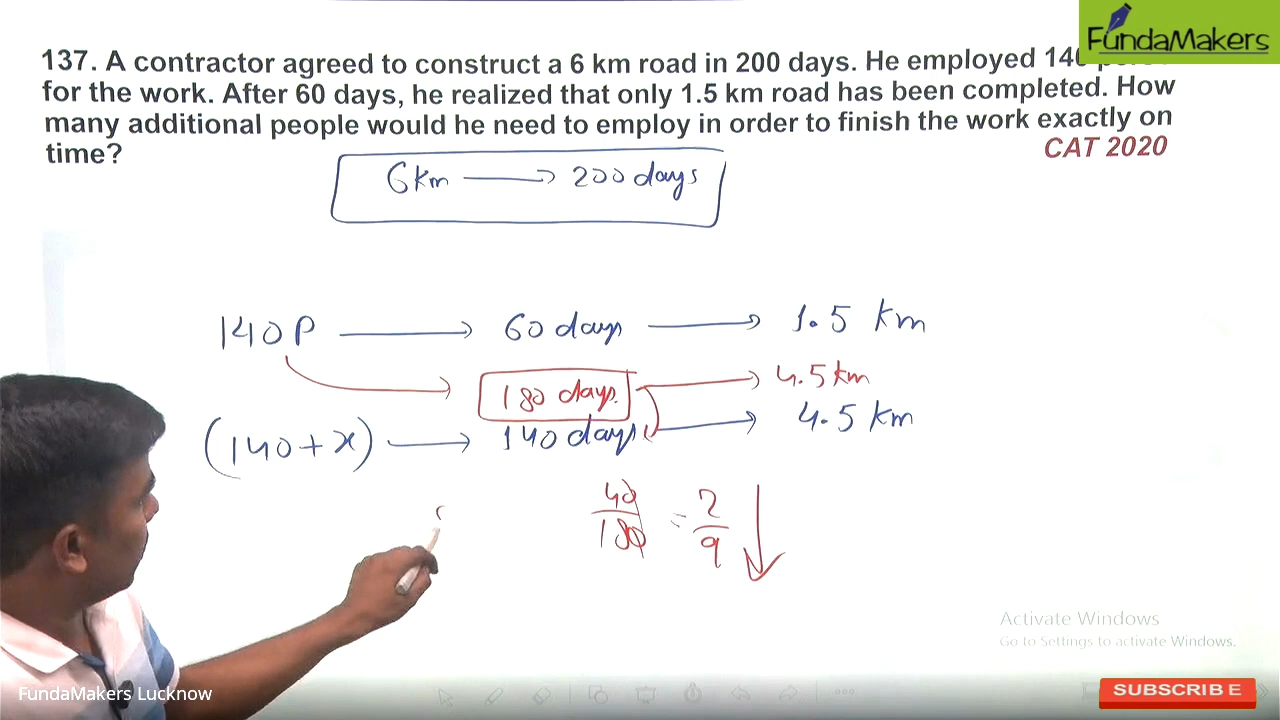 FundaMakers
137. A contractor agreed to construct a 6 km road in 200 days. He employed 140
for the work. After 60 days, he realized that only 1.5 km road has been completed. How
many additional people would he need to employ in order to finish the work exactly on
time?
CAT 2020
6km → 200 days
140P → 60 days → 1.5 km
180 days → 4.5km
(140+x) → 140 days → 4.5 km
40/180 = 2/9 ↓
Activate Windows
Go to Settings to activate Windows.
FundaMakers Lucknow
SUBSCRIBE